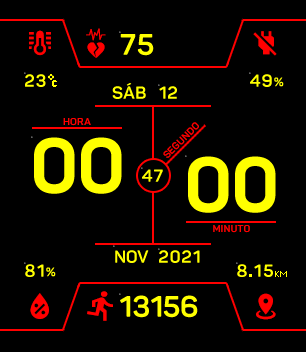 75
23°c
49%
SÁB 12
HORA
SEGUNDO
00
47
00
MINUTO
NOV 2021
81%
8.15KM
13156